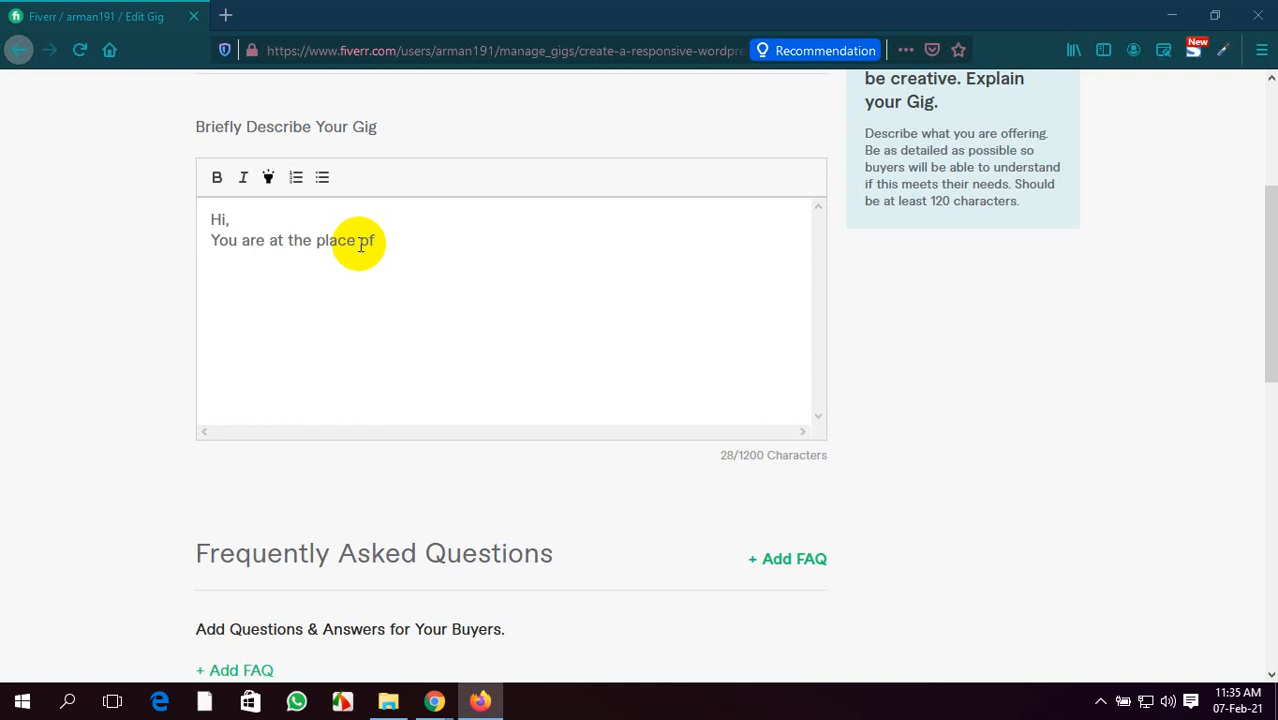 Fiverr / arman191 / Edit Gig
https://www.fiverr.com/users/arman191/manage_gigs/create-a-responsive-wordpre
Recommendation
New
be creative. Explain
your Gig.
Describe what you are offering.
Be as detailed as possible so
buyers will be able to understand
if this meets their needs. Should
be at least 120 characters.
Briefly Describe Your Gig
B I
Hi,
You are at the place of
28/1200 Characters
Frequently Asked Questions
+ Add FAQ
Add Questions & Answers for Your Buyers.
+ Add FAQ
11:35 AM
07-Feb-21